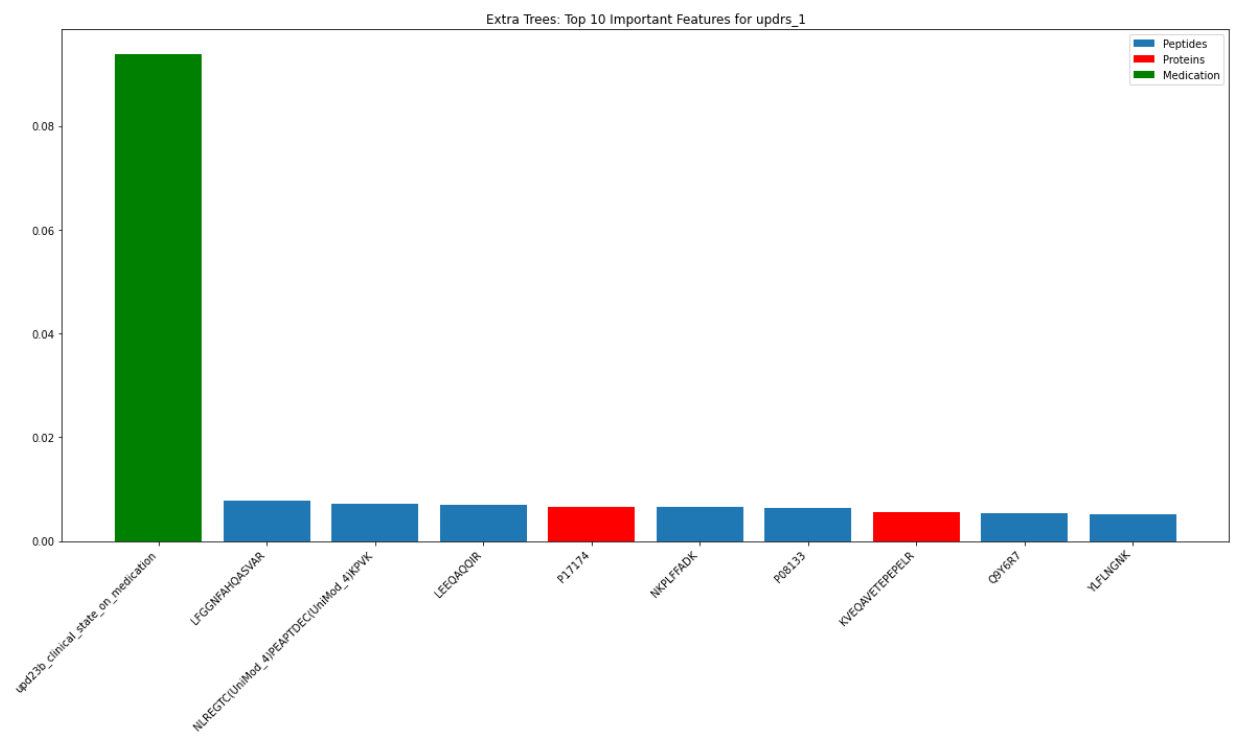 Extra Trees: Top 10 Important Features for updrs_1
Peptides
Proteins
Medication
0.08
0.06
0.04
0.02
0.00
upd23b_clinical_state_on_medication
LFGGNFAHQASVAR
NLREGTC(UniMod_4)PEAPTDEC(UniMod_4)KPVK
LEEQAQQIR
P17174
NKPLFFADK
P08133
KVEQAVETEPEPELR
Q9Y6R7
YLFLNGNK